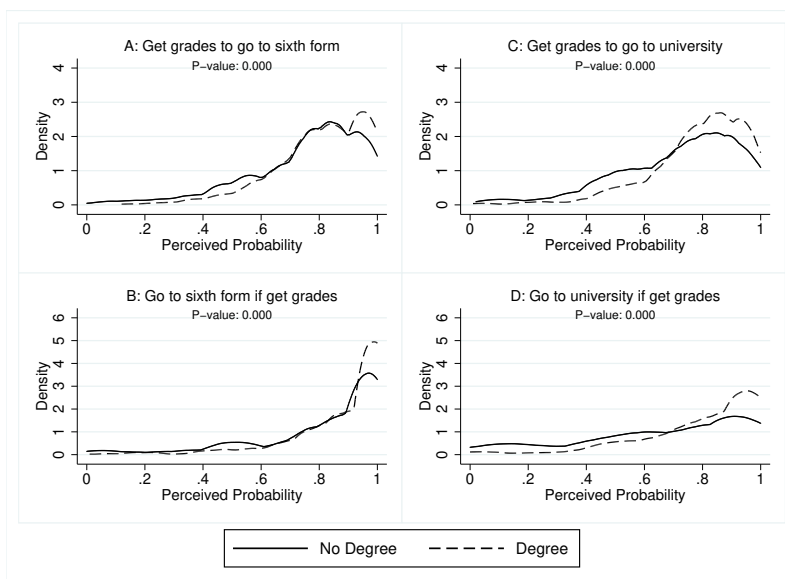 A: Get grades to go to sixth form
P−value: 0.000
Density
4
3
2
1
0
0 .2 .4 .6 .8 1
Perceived Probability
C: Get grades to go to university
P−value: 0.000
Density
4
3
2
1
0
0 .2 .4 .6 .8 1
Perceived Probability
B: Go to sixth form if get grades
P−value: 0.000
Density
6
5
4
3
2
1
0
0 .2 .4 .6 .8 1
Perceived Probability
D: Go to university if get grades
P−value: 0.000
Density
6
5
4
3
2
1
0
0 .2 .4 .6 .8 1
Perceived Probability
No Degree Degree